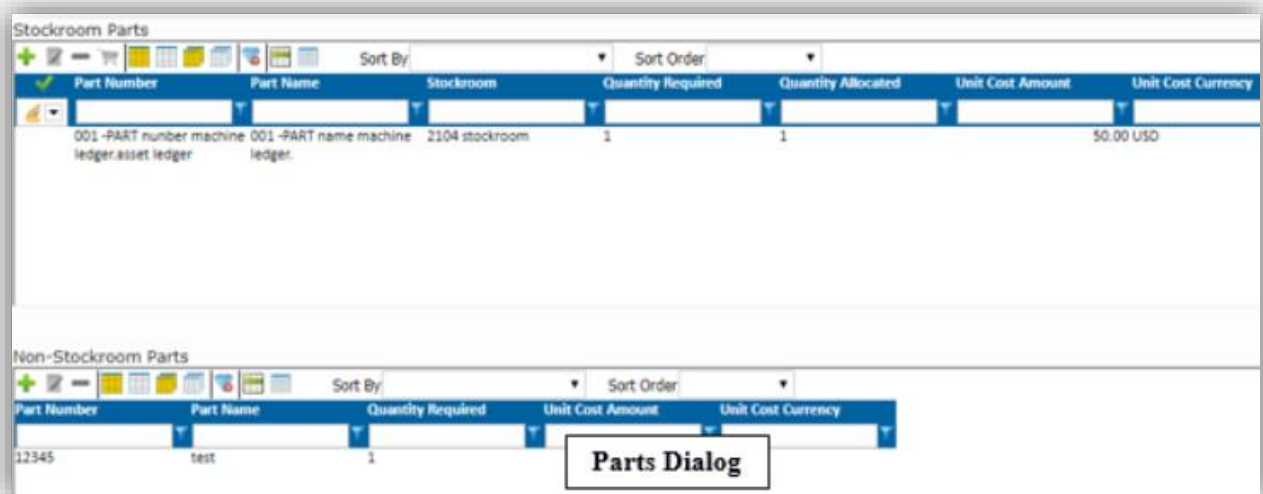 Stockroom Parts
Sort By Sort Order
Part Number Part Name Stockroom Quantity Required Quantity Allocated Unit Cost Amount Unit Cost Currency
001 -PART nunber machine 001 -PART name machine 2104 stockroom 1 1 50.00 USD
ledger.asset ledger ledger.
Non-Stockroom Parts
Sort By Sort Order
Part Number Part Name Quantity Required Unit Cost Amount Unit Cost Currency
12345 test 1
Parts Dialog